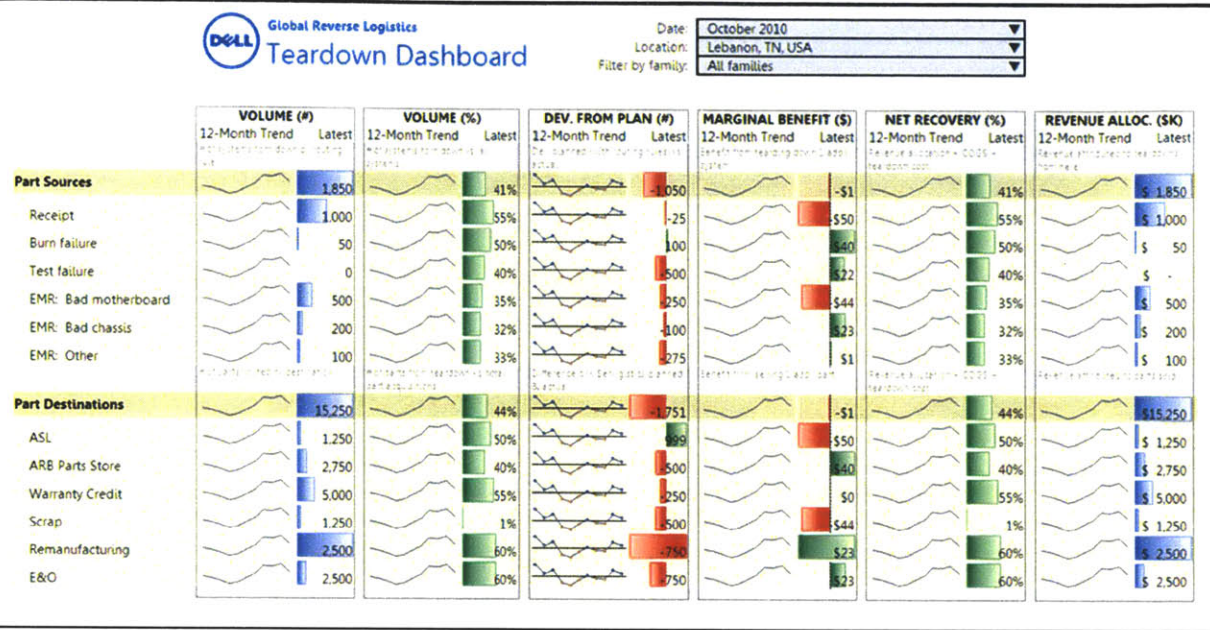 DELL
Global Reverse Logistics
Teardown Dashboard
Date: October 2010
Location: Lebanon, TN, USA
Filter by family: All families
VOLUME (#) VOLUME (%) DEV. FROM PLAN (#) MARGINAL BENEFIT ($) NET RECOVERY (%) REVENUE ALLOC. ($K)
12-Month Trend Latest 12-Month Trend Latest 12-Month Trend Latest 12-Month Trend Latest 12-Month Trend Latest 12-Month Trend Latest
Part Sources 1,850 41% -1,050 -$1 41% $ 1,850
Receipt 1,000 55% -25 -$50 55% $ 1,000
Burn failure 50 50% 100 $40 50% $ 50
Test failure 0 40% -500 $22 40% $ -
EMR: Bad motherboard 500 35% -250 -$44 35% $ 500
EMR: Bad chassis 200 32% -100 $23 32% $ 200
EMR: Other 100 33% -275 $1 33% $ 100
Part Destinations 15,250 44% -1,751 -$1 44% $15,250
ASL 1,250 50% 999 -$50 50% $ 1,250
ARB Parts Store 2,750 40% -500 $40 40% $ 2,750
Warranty Credit 5,000 55% -250 $0 55% $ 5,000
Scrap 1,250 1% -500 -$44 1% $ 1,250
Remanufacturing 2,500 60% -750 $23 60% $ 2,500
E&O 2,500 60% -750 $23 60% $ 2,500